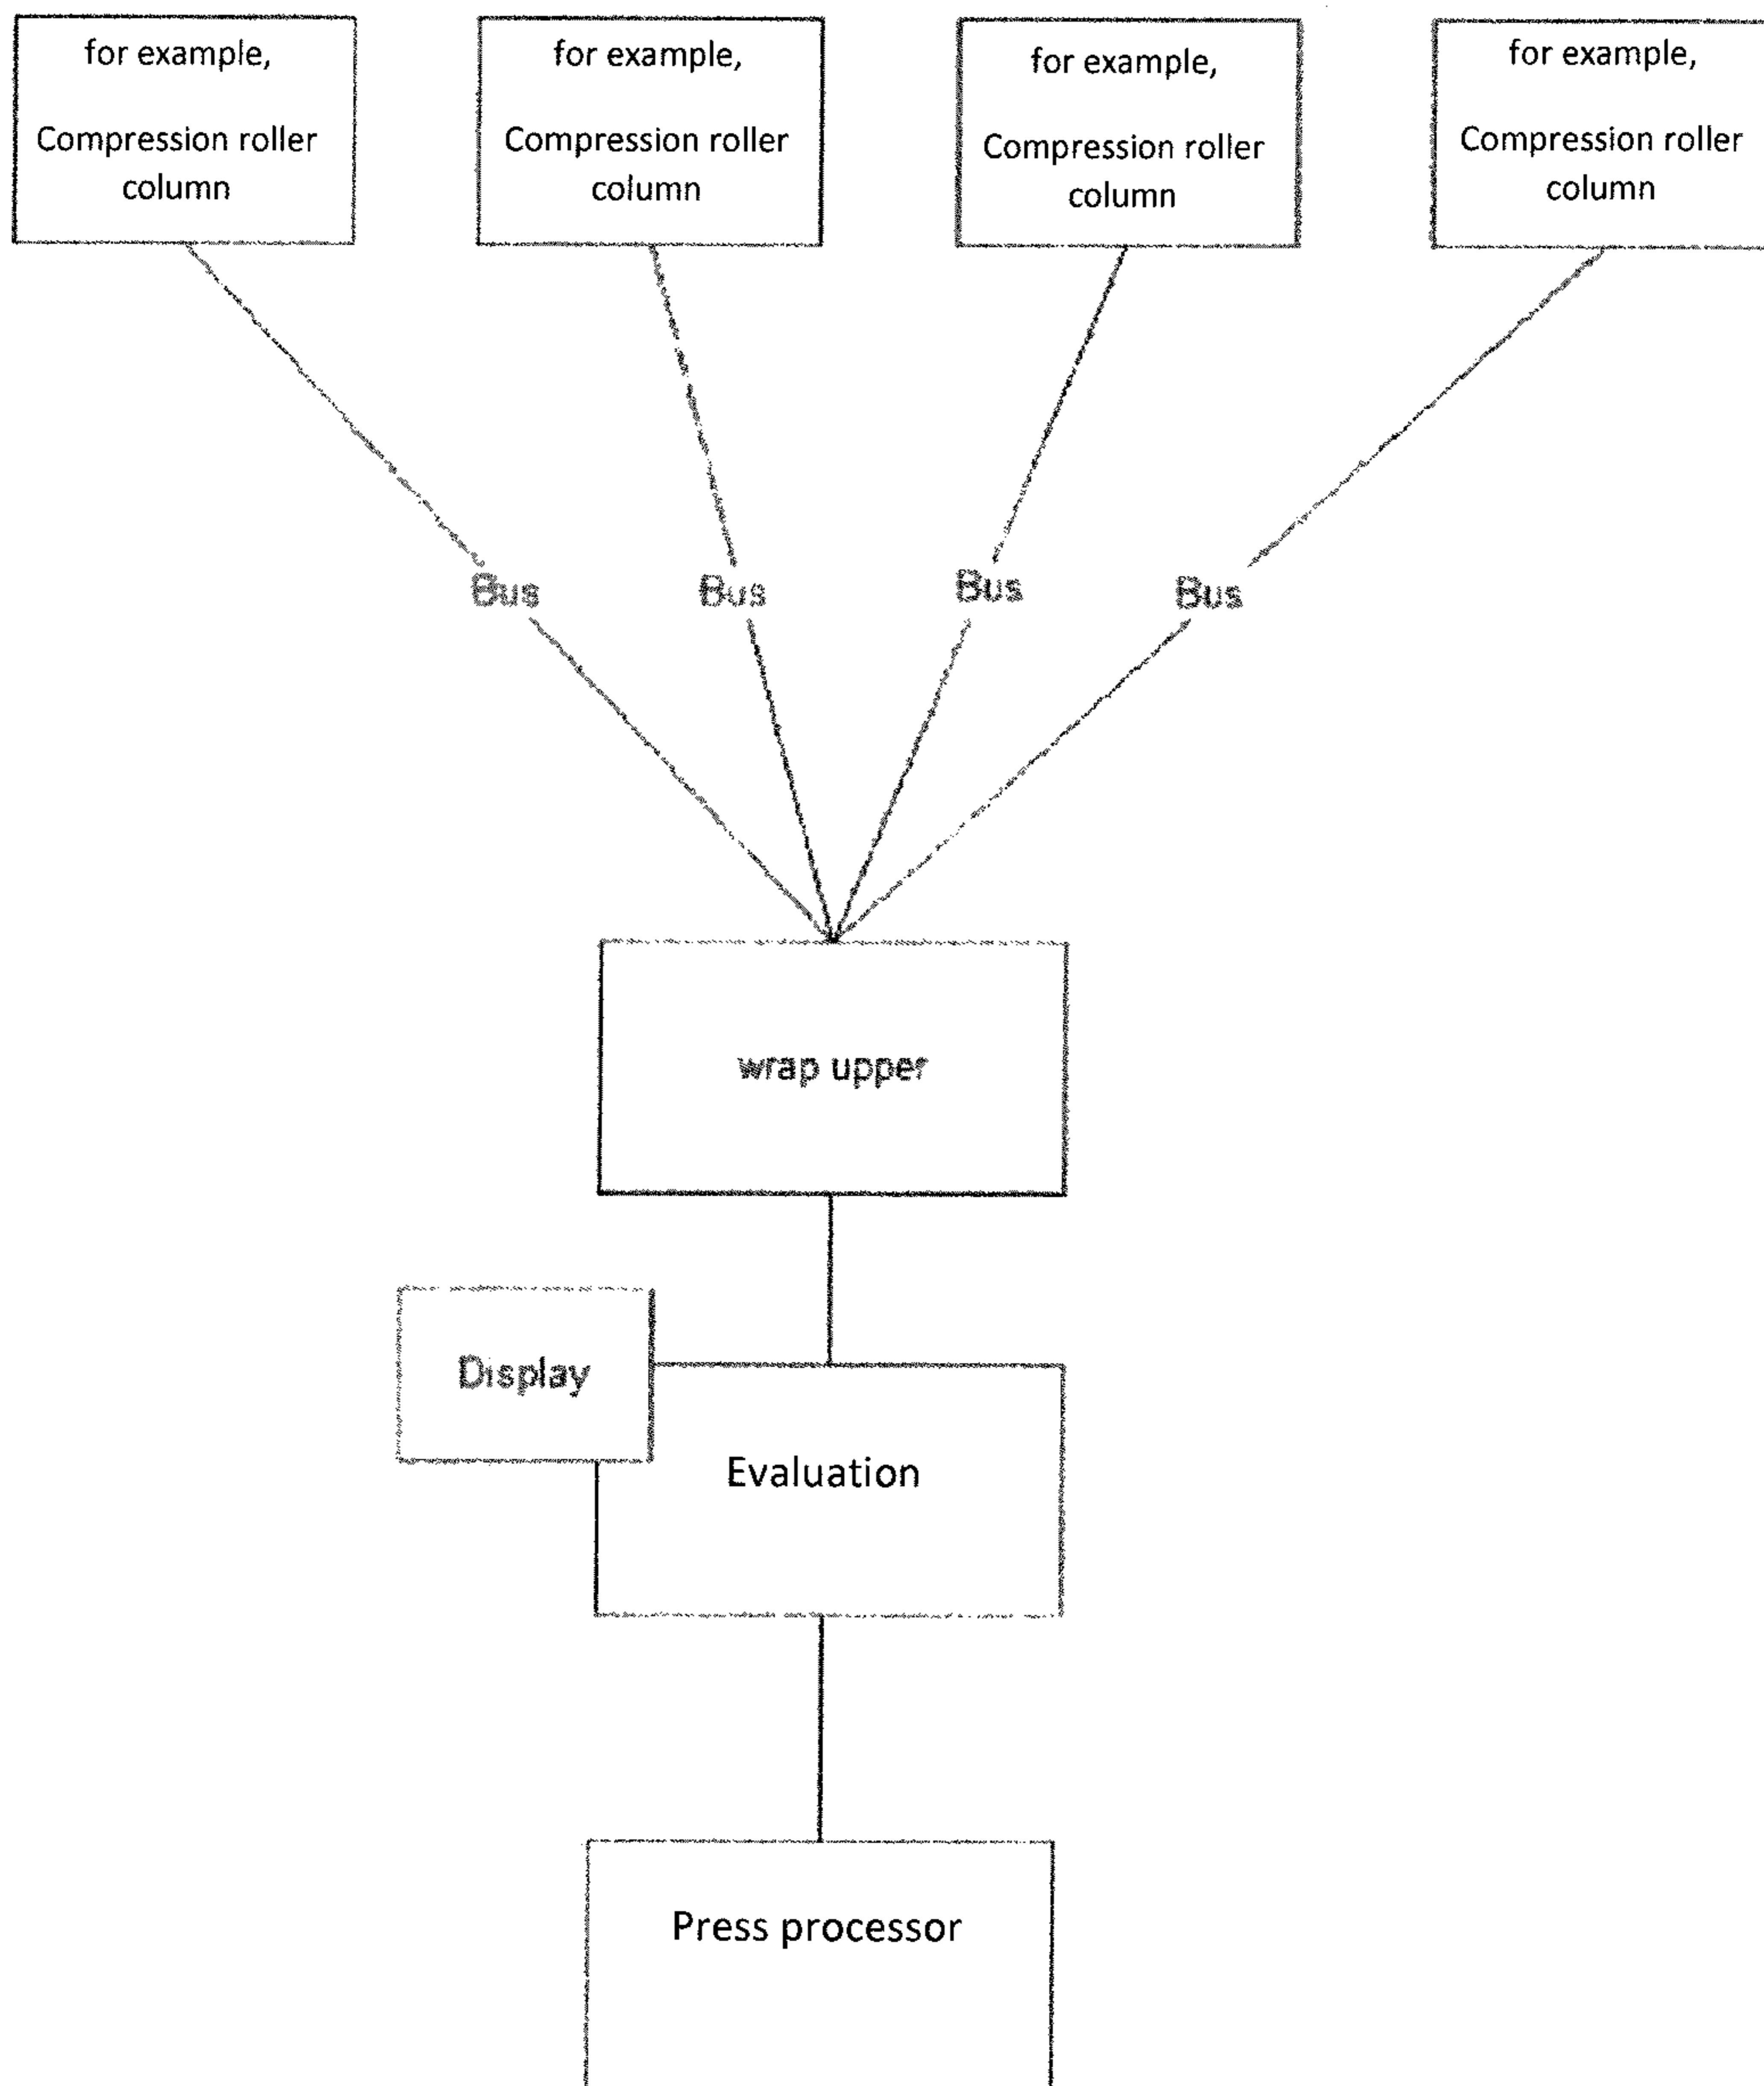 for example,
Compression roller
column
for example,
Compression roller
column
for example,
Compression roller
column
for example,
Compression roller
column
Bus
Bus
Bus
Bus
wrap upper
Display
Evaluation
Press processor